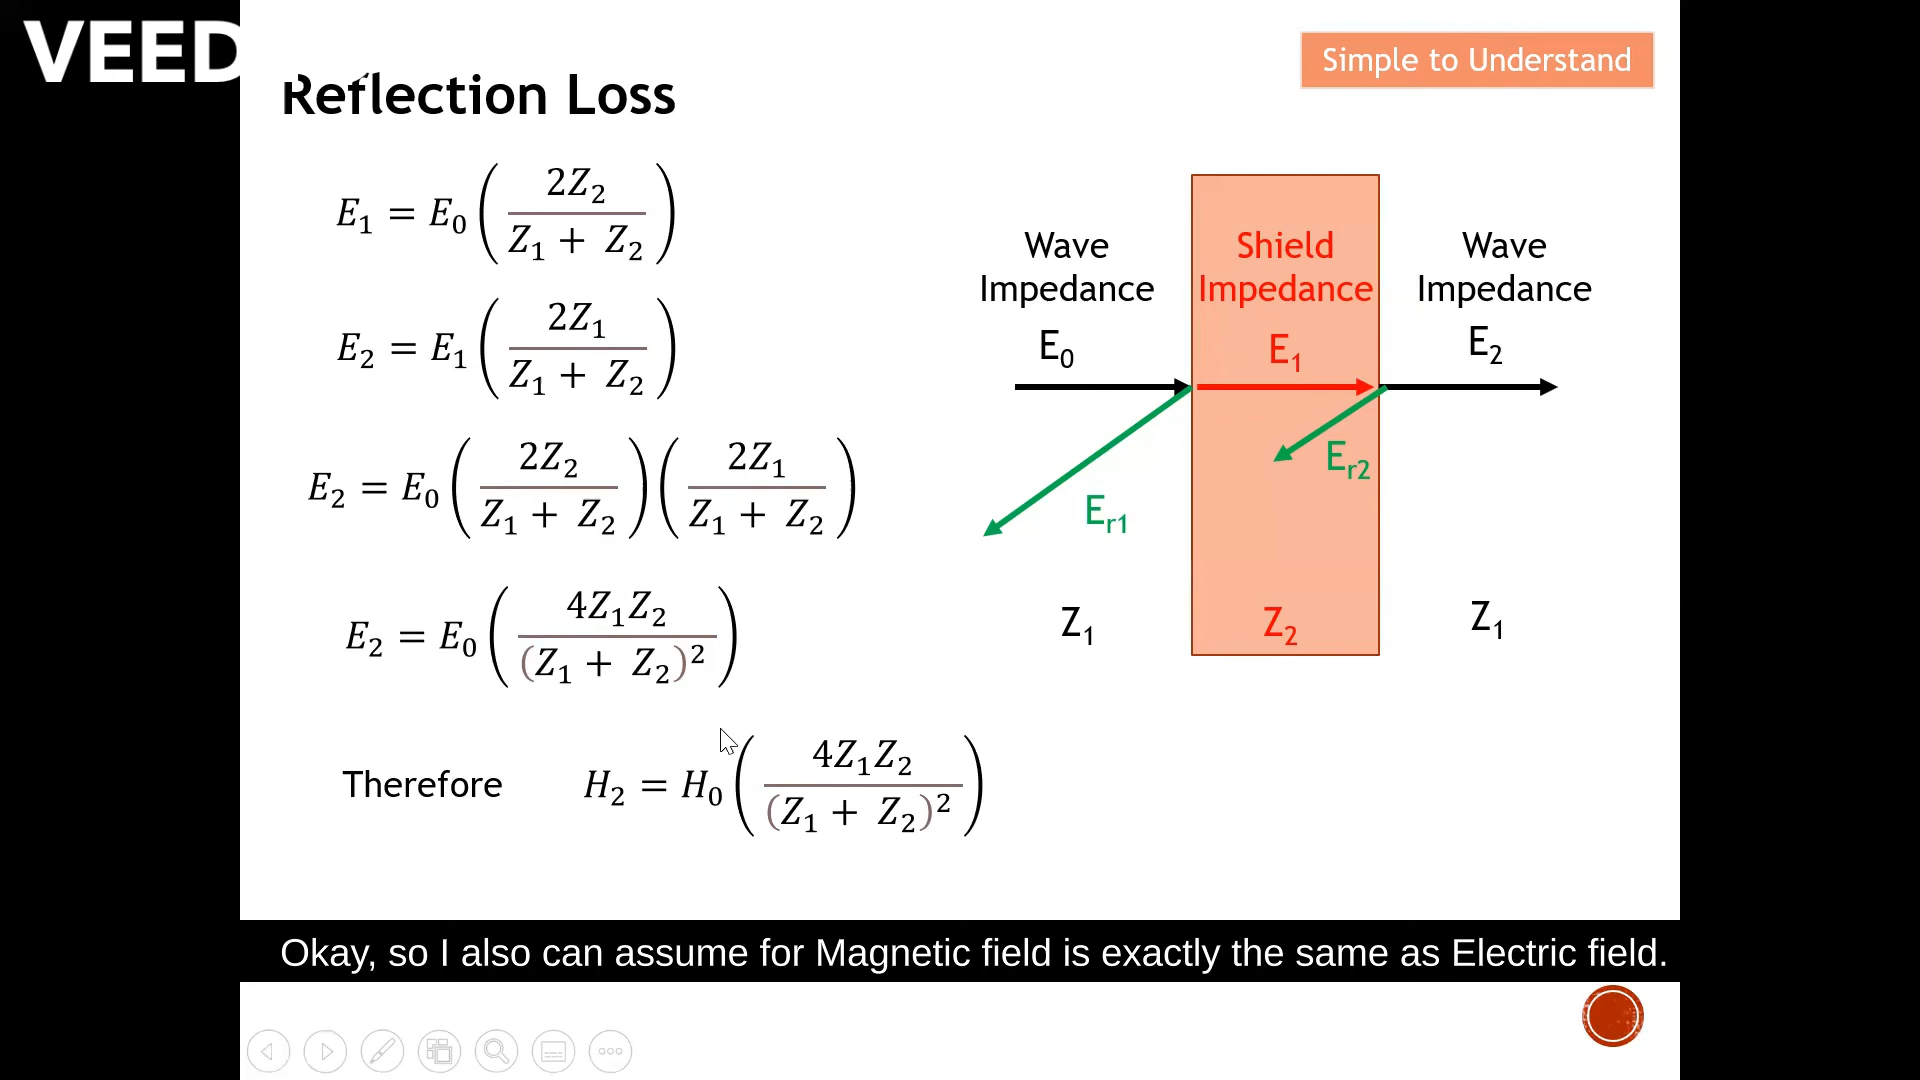 VEED
Simple to Understand
Reflection Loss
E₁ = E₀ (2Z₂ / (Z₁ + Z₂))
E₂ = E₁ (2Z₁ / (Z₁ + Z₂))
E₂ = E₀ (2Z₂ / (Z₁ + Z₂)) (2Z₁ / (Z₁ + Z₂))
E₂ = E₀ (4Z₁Z₂ / (Z₁ + Z₂)²)
Therefore H₂ = H₀ (4Z₁Z₂ / (Z₁ + Z₂)²)
Wave Impedance
E₀
Shield Impedance
E₁
Wave Impedance
E₂
Er1
Er2
Z₁
Z₂
Z₁
Okay, so I also can assume for Magnetic field is exactly the same as Electric field.